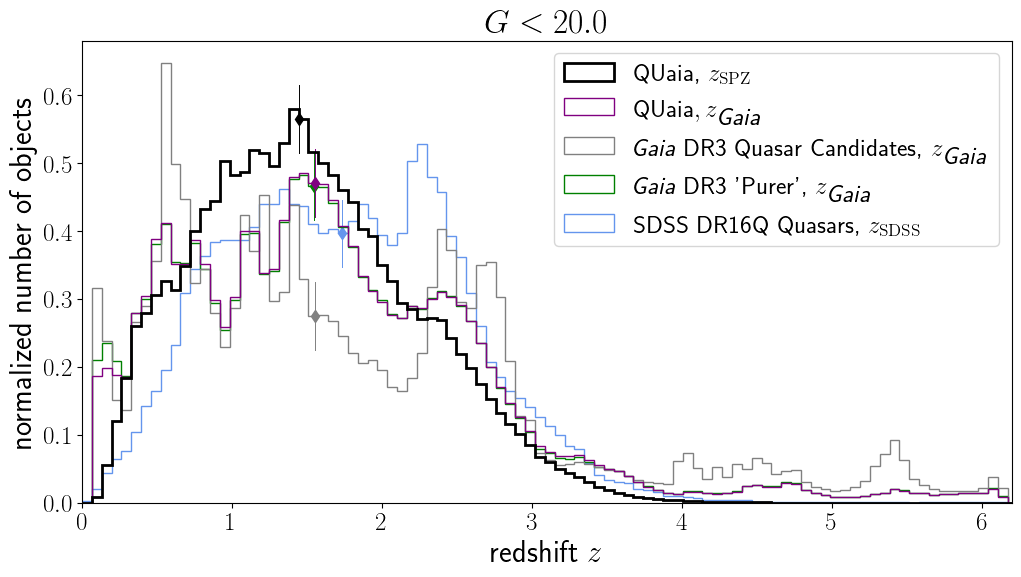 G < 20.0
normalized number of objects
0.6
0.5
0.4
0.3
0.2
0.1
0.0
QUaia, z_SPZ
QUaia, z_Gaia
Gaia DR3 Quasar Candidates, z_Gaia
Gaia DR3 'Purer', z_Gaia
SDSS DR16Q Quasars, z_SDSS
0 1 2 3 4 5 6
redshift z